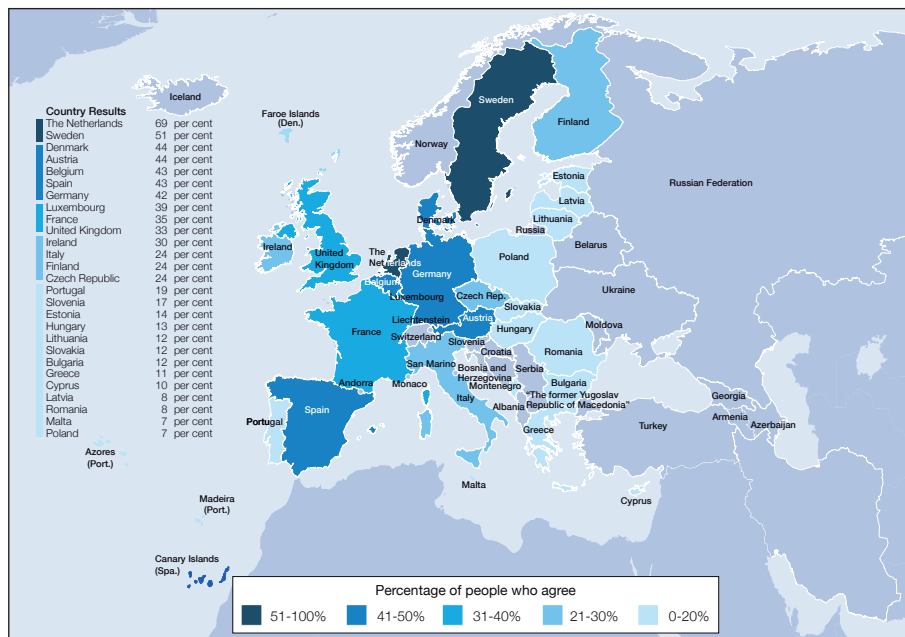 Iceland
Country Results
The Netherlands 69 per cent
Sweden 51 per cent
Denmark 44 per cent
Austria 44 per cent
Belgium 43 per cent
Spain 43 per cent
Germany 42 per cent
Luxembourg 39 per cent
France 35 per cent
United Kingdom 33 per cent
Ireland 30 per cent
Italy 24 per cent
Finland 24 per cent
Czech Republic 24 per cent
Portugal 19 per cent
Slovenia 17 per cent
Estonia 14 per cent
Hungary 13 per cent
Lithuania 12 per cent
Slovakia 12 per cent
Bulgaria 12 per cent
Greece 11 per cent
Cyprus 10 per cent
Latvia 8 per cent
Romania 8 per cent
Malta 7 per cent
Poland 7 per cent
Faroe Islands
(Den.)
Sweden
Finland
Norway
Estonia
Russian Federation
Latvia
Lithuania
Denmark
Russia
Belarus
Ireland
United
Kingdom
The
Netherlands
Poland
Germany
Belgium
Ukraine
Luxembourg
Czech Rep.
Slovakia
Liechtenstein
Austria
Moldova
France
Switzerland
Hungary
Slovenia
Croatia
Romania
San Marino
Bosnia and
Herzegovina
Serbia
Andorra
Monaco
Montenegro
Bulgaria
Italy
"The former Yugoslav
Republic of Macedonia"
Georgia
Albania
Armenia
Azerbaijan
Portugal
Spain
Greece
Turkey
Azores
(Port.)
Malta
Cyprus
Madeira
(Port.)
Canary Islands
(Spa.)
Percentage of people who agree
51-100% 41-50% 31-40% 21-30% 0-20%